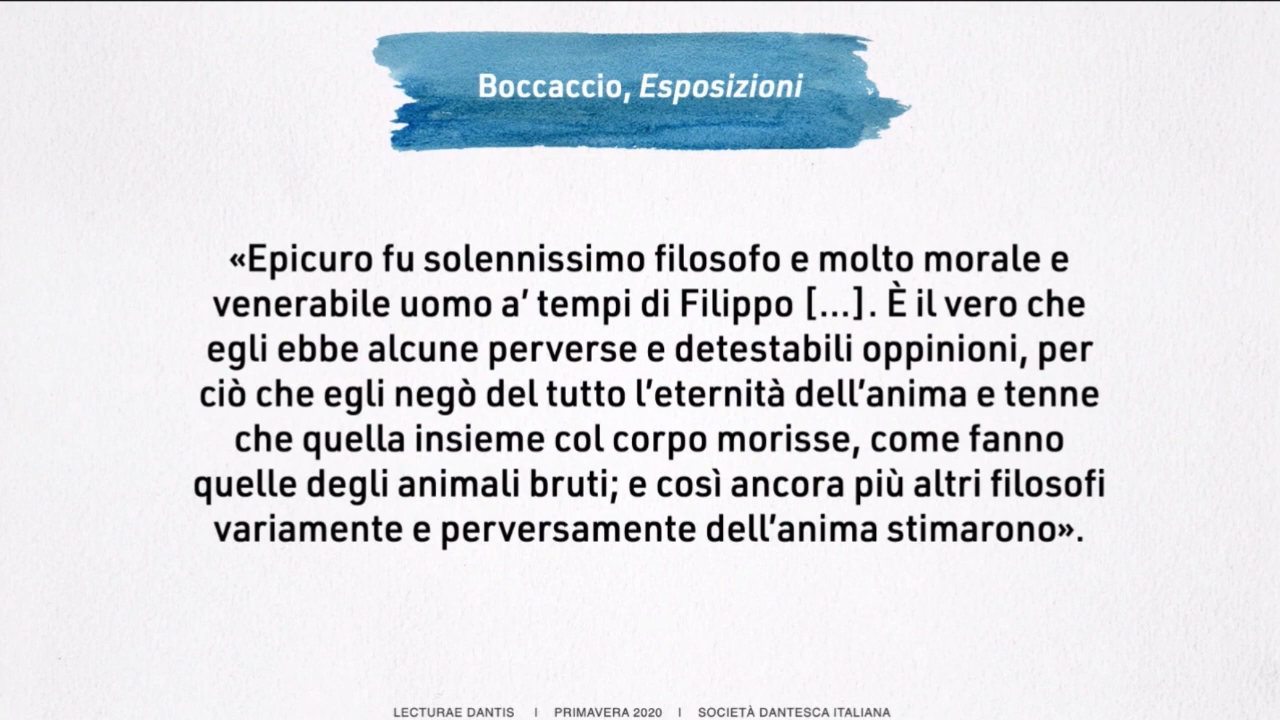 Boccaccio, Esposizioni
«Epicuro fu solennissimo filosofo e molto morale e
venerabile uomo a’ tempi di Filippo [...]. È il vero che
egli ebbe alcune perverse e detestabili oppinioni, per
ciò che egli negò del tutto l’eternità dell’anima e tenne
che quella insieme col corpo morisse, come fanno
quelle degli animali bruti; e così ancora più altri filosofi
variamente e perversamente dell’anima stimarono».
LECTURAE DANTIS | PRIMAVERA 2020 | SOCIETÀ DANTESCA ITALIANA